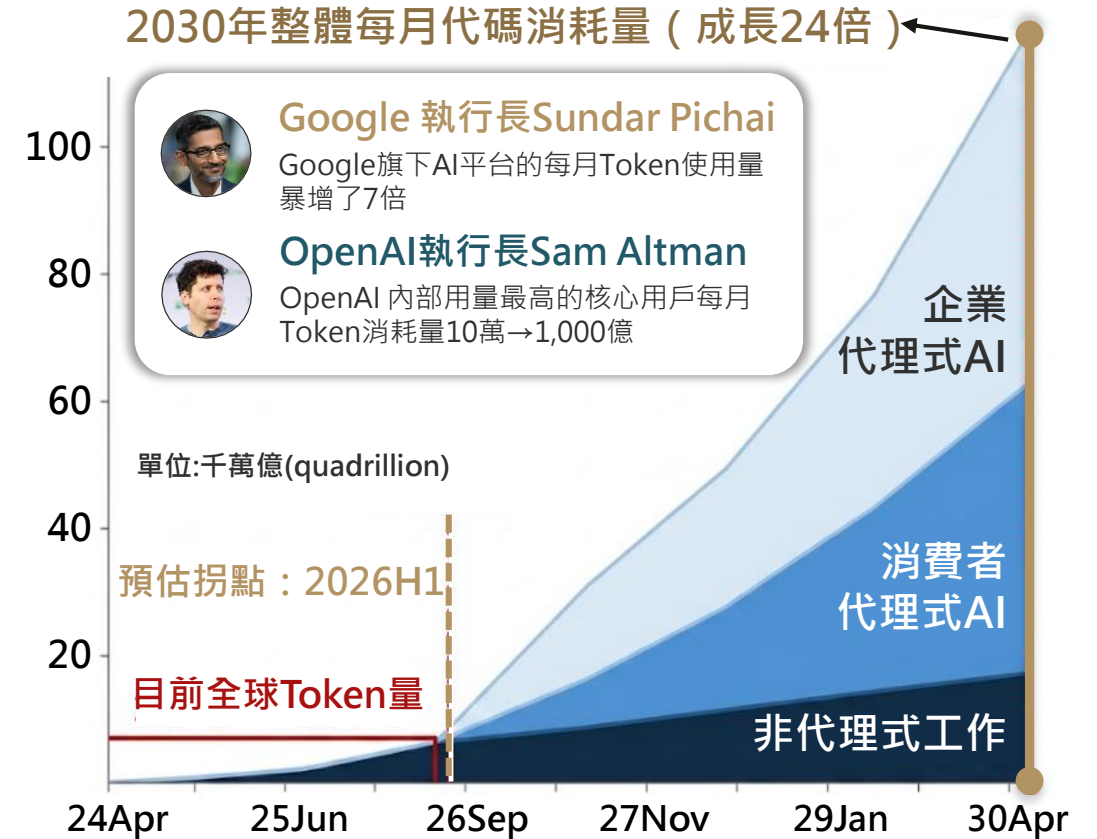 2030年整體每月代碼消耗量（成長24倍）
Google 執行長Sundar Pichai
Google旗下AI平台的每月Token使用量
暴增了7倍
OpenAI執行長Sam Altman
OpenAI 內部用量最高的核心用戶每月
Token消耗量10萬→1,000億
100
80
60
40
20
單位:千萬億(quadrillion)
預估拐點：2026H1
目前全球Token量
企業
代理式AI
消費者
代理式AI
非代理式工作
24Apr 25Jun 26Sep 27Nov 29Jan 30Apr